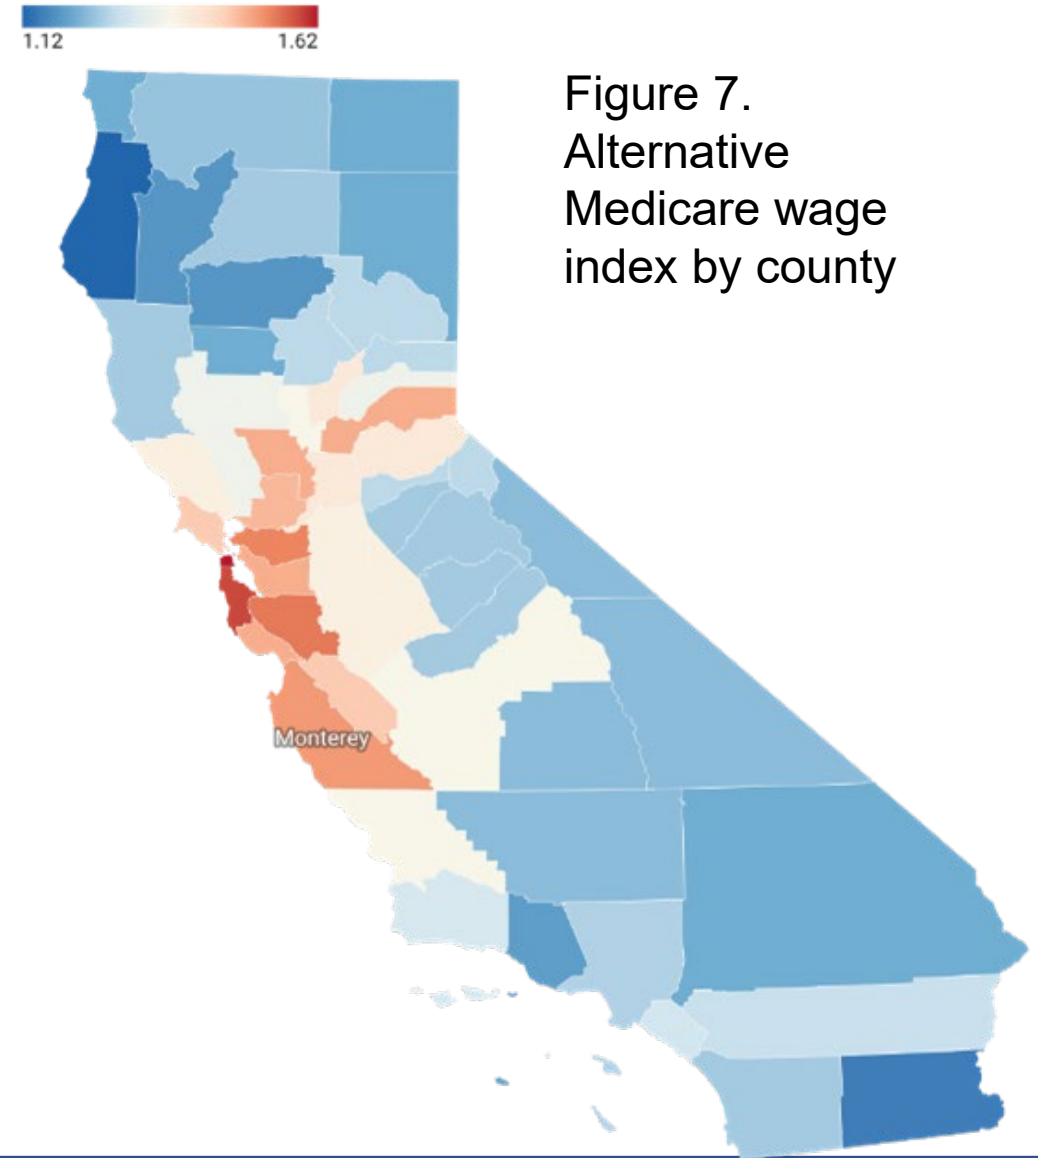 1.12 1.62
Figure 7.
Alternative
Medicare wage
index by county
Monterey